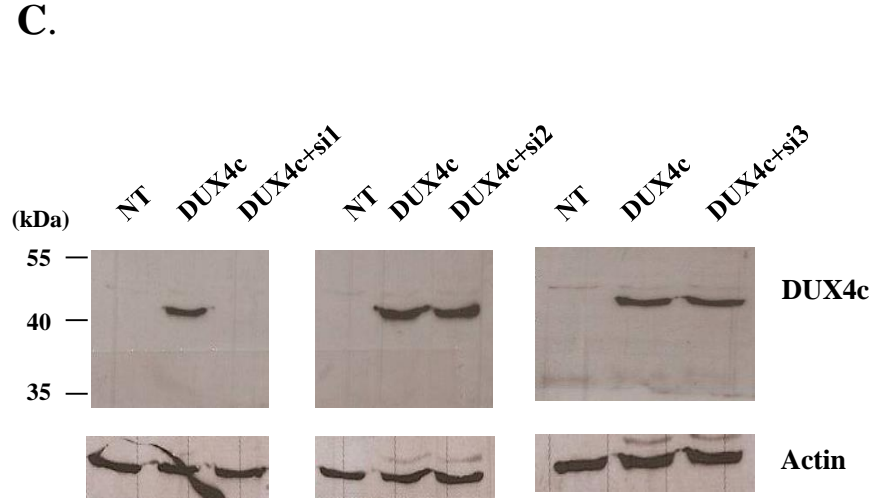 C.
NT DUX4c DUX4c+si1 NT DUX4c DUX4c+si2 NT DUX4c DUX4c+si3
(kDa)
55
DUX4c
40
35
Actin